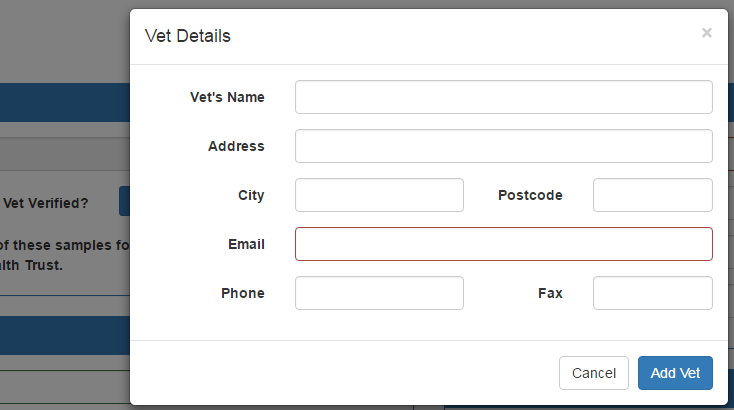 Vet Details ×
Vet's Name
Address
City Postcode
Vet Verified?
Email
of these samples fo
lth Trust.
Phone Fax
Cancel Add Vet